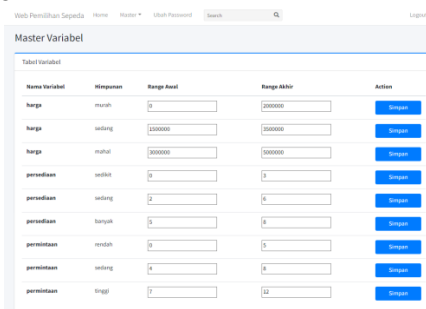 Web Pemilihan Sepeda Home Master Ubah Password Search Logout
Master Variabel
Tabel Variabel
Nama Variabel Himpunan Range Awal Range Akhir Action
harga murah 0 2000000 Simpan
harga sedang 1500000 3500000 Simpan
harga mahal 3000000 5000000 Simpan
persediaan sedikit 0 3 Simpan
persediaan sedang 2 6 Simpan
persediaan banyak 5 8 Simpan
permintaan rendah 0 5 Simpan
permintaan sedang 4 8 Simpan
permintaan tinggi 7 12 Simpan